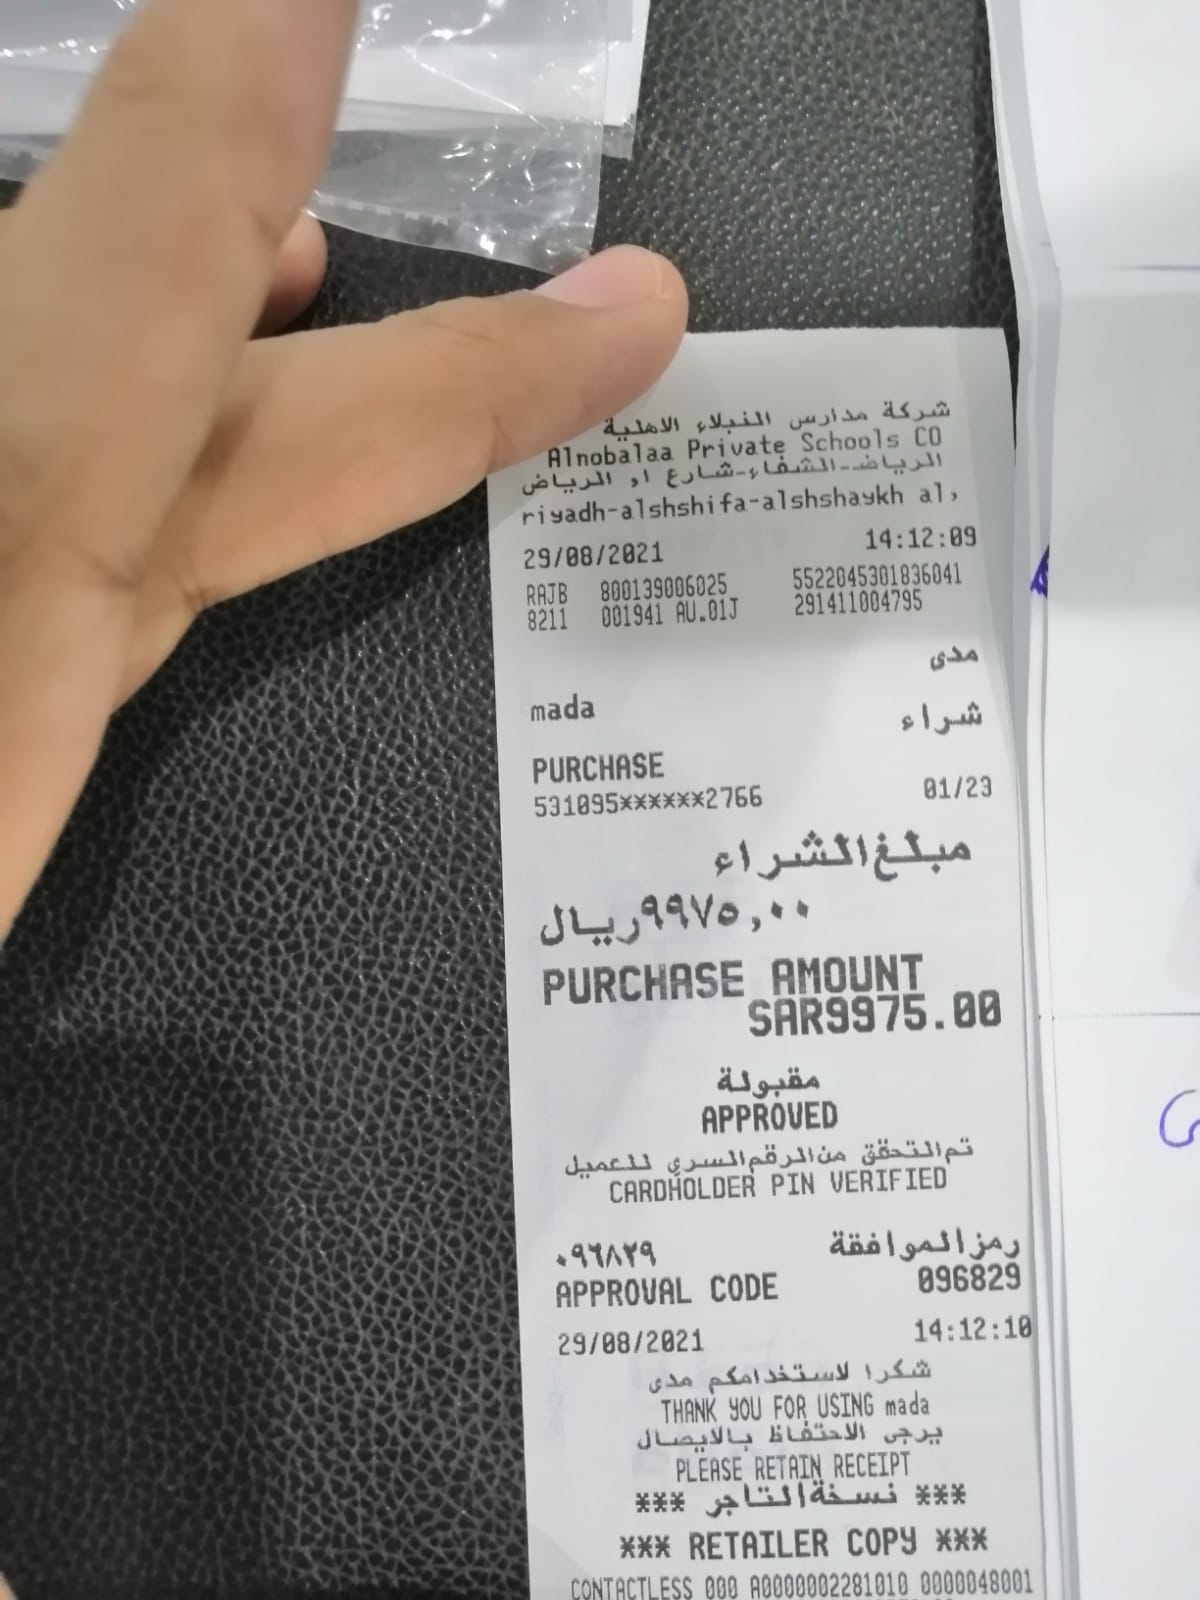 شركة مدارس النبلاء الاهلية
Alnobalaa Private Schools CO
الرياض-الشفاء-شارع ا, الرياض
riyadh-alshshifa-alshshaykh al,
29/08/2021 14:12:09
RAJB 800139006025 5522045301836041
8211 001941 AU.01J 291411004795
مدى
mada
شراء
PURCHASE
531095******2766 01/23
مبلغ الشراء
٩٩٧٥,٠٠ ريال
PURCHASE AMOUNT
SAR9975.00
مقبولة
APPROVED
تم التحقق من الرقم السري للعميل
CARDHOLDER PIN VERIFIED
رمز الموافقة ٠٩٦٨٢٩
APPROVAL CODE 096829
29/08/2021 14:12:10
شكرا لاستخدامكم مدى
THANK YOU FOR USING mada
يرجى الاحتفاظ بالايصال
PLEASE RETAIN RECEIPT
*** نسخة التاجر ***
*** RETAILER COPY ***
CONTACTLESS 000 A0000002281010 0000048001